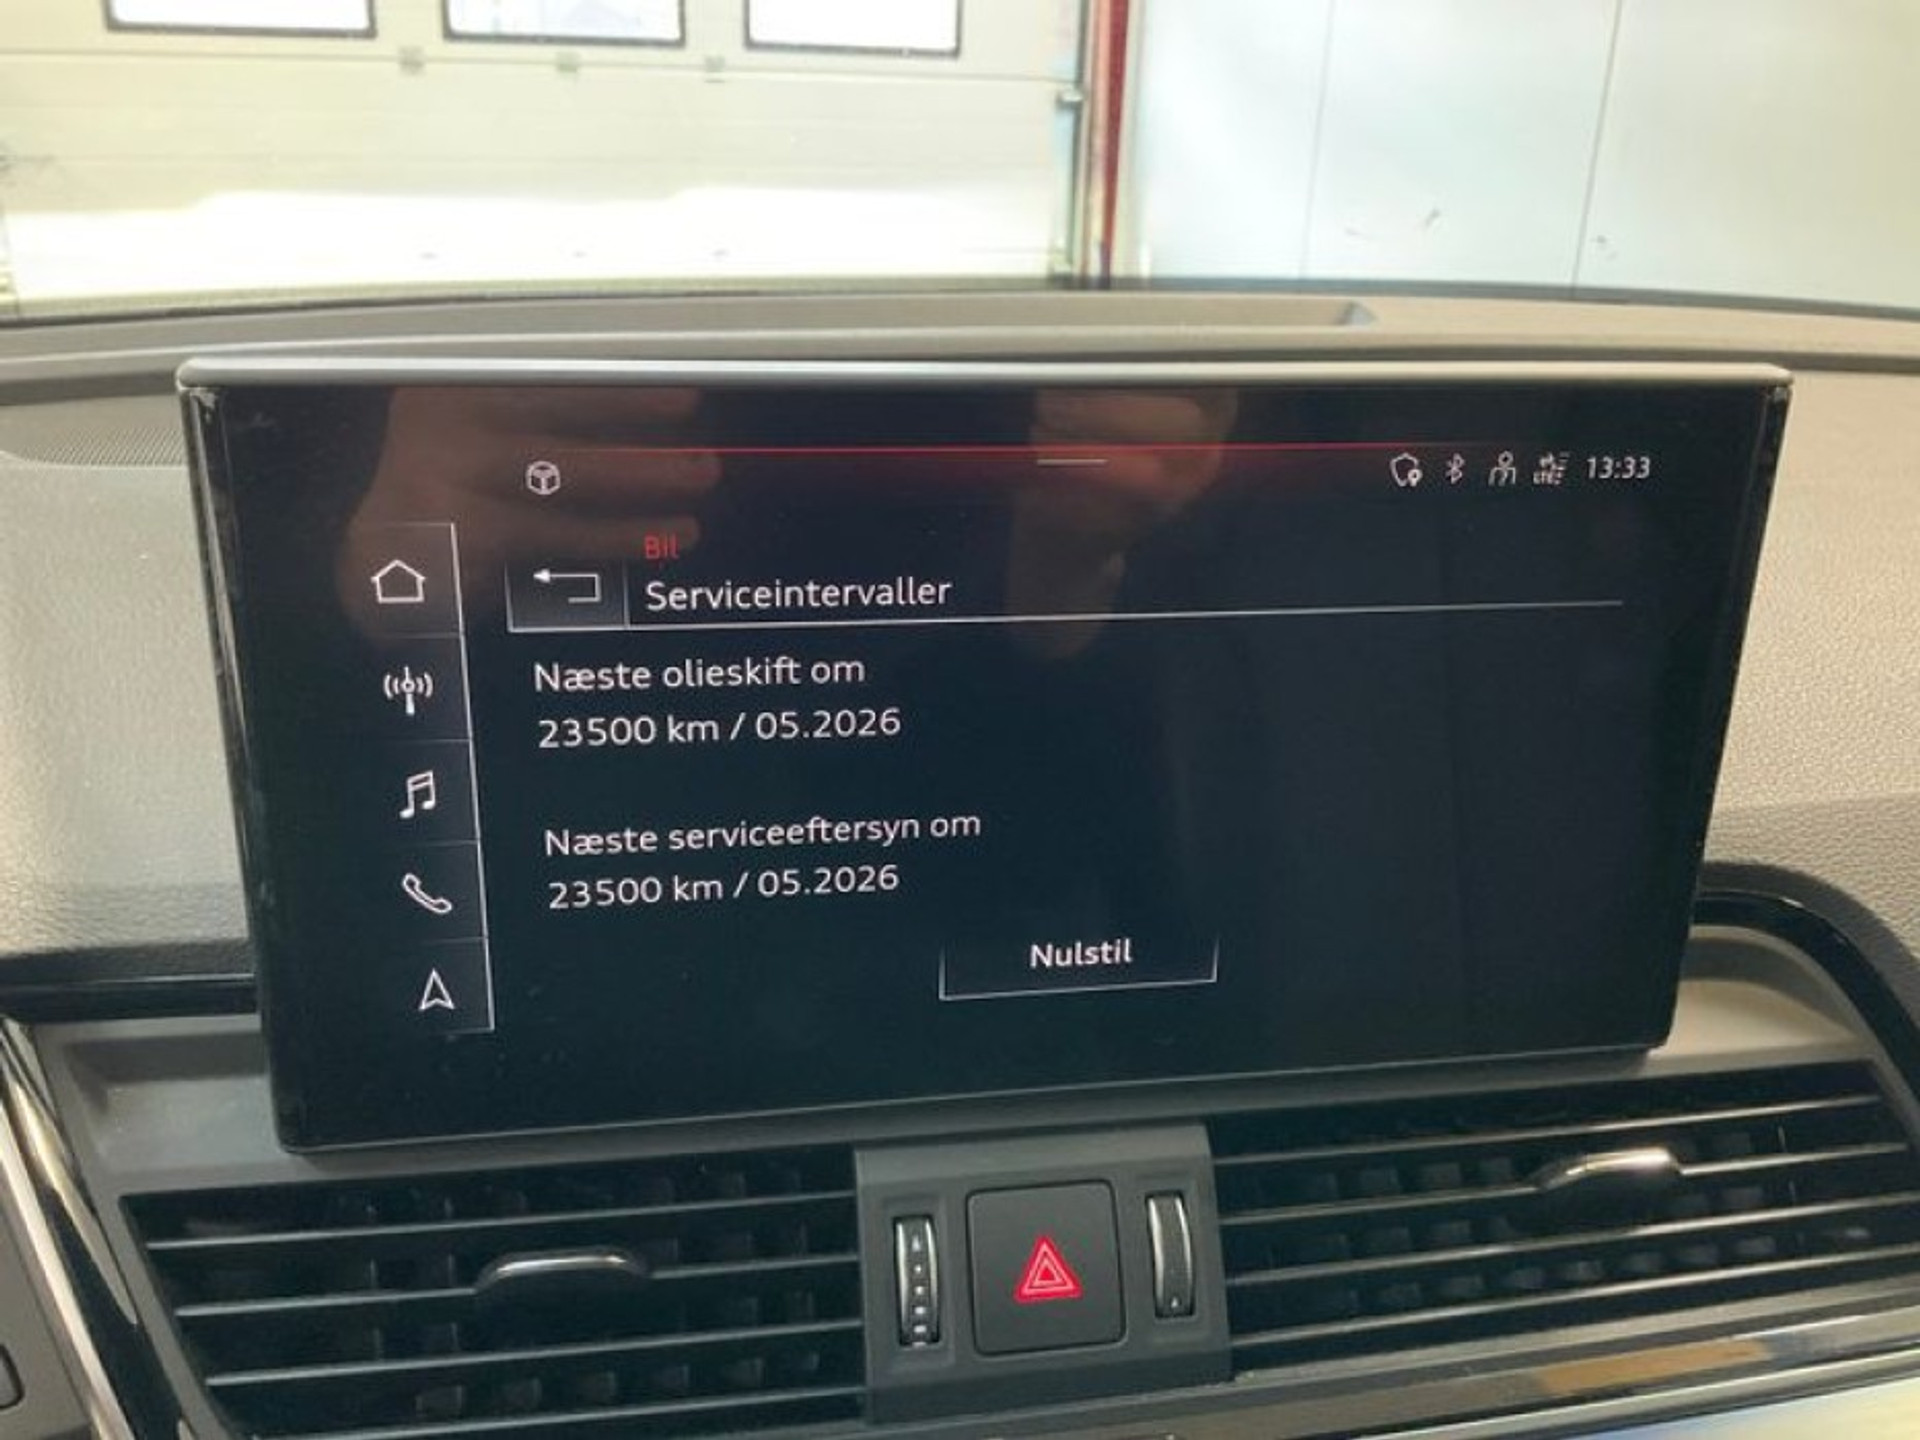 13:33
Bil
Serviceintervaller
Næste olieskift om
23500 km / 05.2026
Næste serviceeftersyn om
23500 km / 05.2026
Nulstil